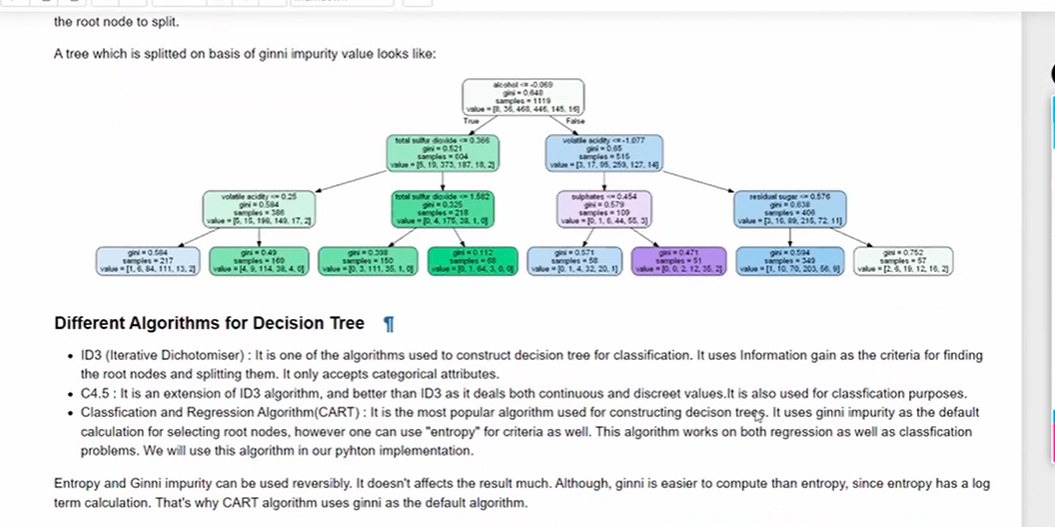 the root node to split.
A tree which is splitted on basis of ginni impurity value looks like:
alcohol <= -0.069
gini = 0.648
samples = 1119
value = [8, 36, 468, 446, 145, 16]
True
False
total sulfur dioxide <= 0.366
gini = 0.521
samples = 604
value = [5, 19, 373, 187, 18, 2]
volatile acidity <= -1.077
gini = 0.65
samples = 515
value = [3, 17, 95, 259, 127, 14]
volatile acidity <= 0.25
gini = 0.584
samples = 386
value = [5, 15, 198, 149, 17, 2]
total sulfur dioxide <= 1.582
gini = 0.325
samples = 218
value = [0, 4, 175, 38, 1, 0]
sulphates <= 0.454
gini = 0.579
samples = 109
value = [0, 1, 6, 44, 55, 3]
residual sugar <= 0.576
gini = 0.638
samples = 406
value = [3, 16, 89, 215, 72, 11]
gini = 0.584
samples = 217
value = [1, 6, 84, 111, 13, 2]
gini = 0.49
samples = 169
value = [4, 9, 114, 38, 4, 0]
gini = 0.398
samples = 150
value = [0, 3, 111, 35, 1, 0]
gini = 0.112
samples = 68
value = [0, 1, 64, 3, 0, 0]
gini = 0.571
samples = 58
value = [0, 1, 4, 32, 20, 1]
gini = 0.471
samples = 51
value = [0, 0, 2, 12, 35, 2]
gini = 0.594
samples = 349
value = [1, 10, 70, 203, 56, 9]
gini = 0.752
samples = 57
value = [2, 6, 19, 12, 16, 2]
Different Algorithms for Decision Tree ¶
• ID3 (Iterative Dichotomiser) : It is one of the algorithms used to construct decision tree for classification. It uses Information gain as the criteria for finding
the root nodes and splitting them. It only accepts categorical attributes.
• C4.5 : It is an extension of ID3 algorithm, and better than ID3 as it deals both continuous and discreet values.It is also used for classfication purposes.
• Classfication and Regression Algorithm(CART) : It is the most popular algorithm used for constructing decison trees. It uses ginni impurity as the default
calculation for selecting root nodes, however one can use "entropy" for criteria as well. This algorithm works on both regression as well as classfication
problems. We will use this algorithm in our pyhton implementation.
Entropy and Ginni impurity can be used reversibly. It doesn't affects the result much. Although, ginni is easier to compute than entropy, since entropy has a log
term calculation. That's why CART algorithm uses ginni as the default algorithm.